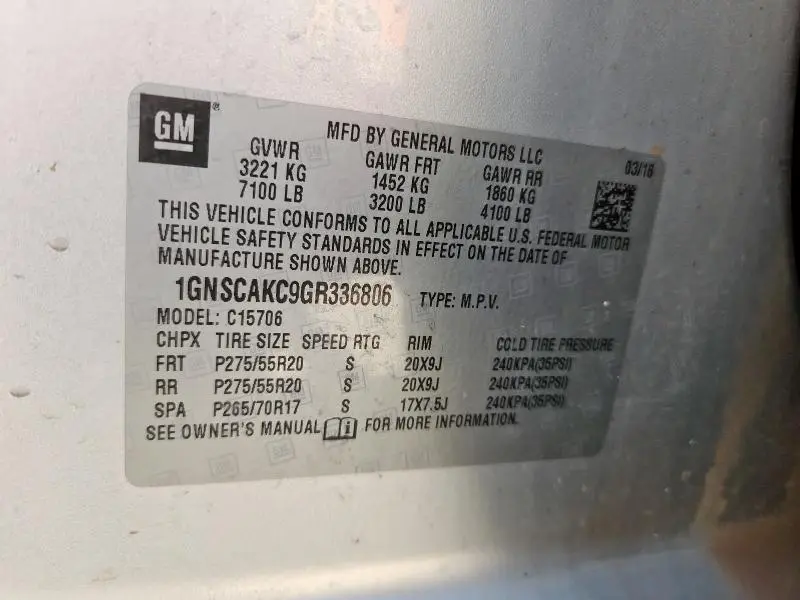 GM®
MFD BY GENERAL MOTORS LLC
03/16
GVWR GAWR FRT GAWR RR
3221 KG 1452 KG 1860 KG
7100 LB 3200 LB 4100 LB
THIS VEHICLE CONFORMS TO ALL APPLICABLE U.S. FEDERAL MOTOR
VEHICLE SAFETY STANDARDS IN EFFECT ON THE DATE OF
MANUFACTURE SHOWN ABOVE.
1GNSCAKC9GR336806 TYPE: M.P.V.
MODEL: C15706
CHPX TIRE SIZE SPEED RTG RIM COLD TIRE PRESSURE
FRT P275/55R20 S 20X9J 240KPA(35PSI)
RR P275/55R20 S 20X9J 240KPA(35PSI)
SPA P265/70R17 S 17X7.5J 240KPA(35PSI)
SEE OWNER'S MANUAL i FOR MORE INFORMATION.